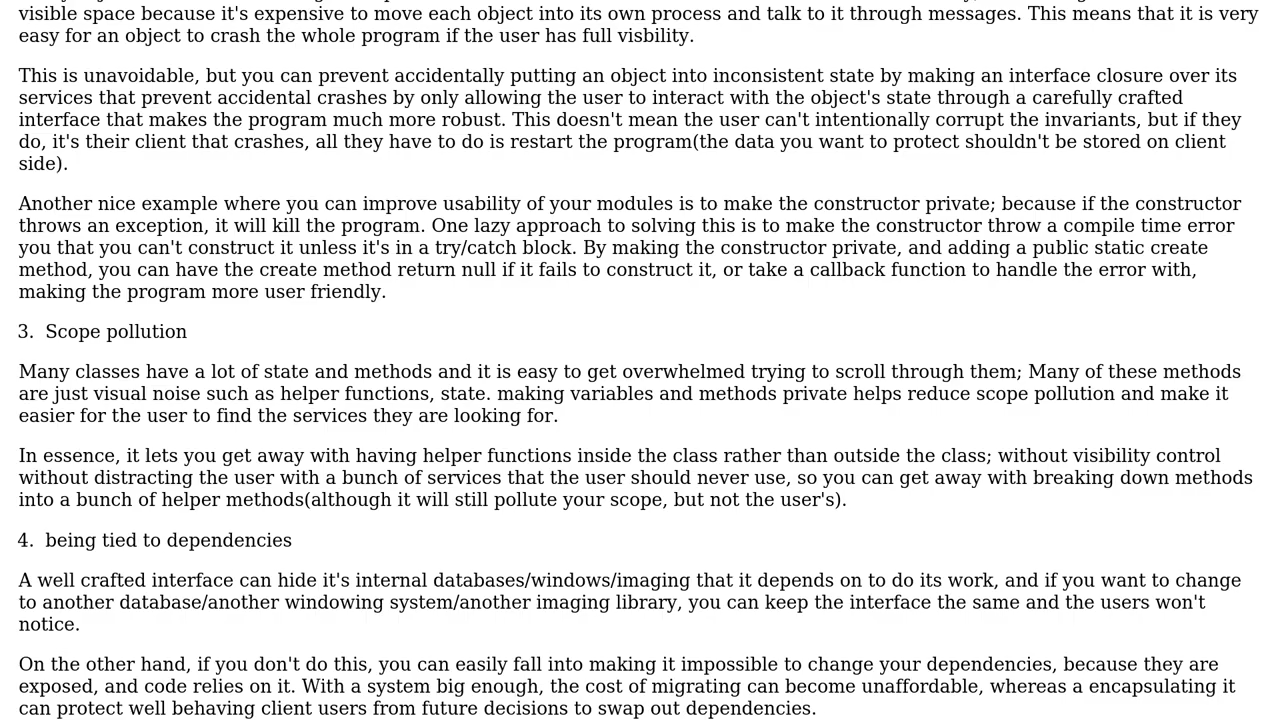 visible space because it's expensive to move each object into its own process and talk to it through messages. This means that it is very
easy for an object to crash the whole program if the user has full visbility.
This is unavoidable, but you can prevent accidentally putting an object into inconsistent state by making an interface closure over its
services that prevent accidental crashes by only allowing the user to interact with the object's state through a carefully crafted
interface that makes the program much more robust. This doesn't mean the user can't intentionally corrupt the invariants, but if they
do, it's their client that crashes, all they have to do is restart the program(the data you want to protect shouldn't be stored on client
side).
Another nice example where you can improve usability of your modules is to make the constructor private; because if the constructor
throws an exception, it will kill the program. One lazy approach to solving this is to make the constructor throw a compile time error
you that you can't construct it unless it's in a try/catch block. By making the constructor private, and adding a public static create
method, you can have the create method return null if it fails to construct it, or take a callback function to handle the error with,
making the program more user friendly.
3. Scope pollution
Many classes have a lot of state and methods and it is easy to get overwhelmed trying to scroll through them; Many of these methods
are just visual noise such as helper functions, state. making variables and methods private helps reduce scope pollution and make it
easier for the user to find the services they are looking for.
In essence, it lets you get away with having helper functions inside the class rather than outside the class; without visibility control
without distracting the user with a bunch of services that the user should never use, so you can get away with breaking down methods
into a bunch of helper methods(although it will still pollute your scope, but not the user's).
4. being tied to dependencies
A well crafted interface can hide it's internal databases/windows/imaging that it depends on to do its work, and if you want to change
to another database/another windowing system/another imaging library, you can keep the interface the same and the users won't
notice.
On the other hand, if you don't do this, you can easily fall into making it impossible to change your dependencies, because they are
exposed, and code relies on it. With a system big enough, the cost of migrating can become unaffordable, whereas a encapsulating it
can protect well behaving client users from future decisions to swap out dependencies.